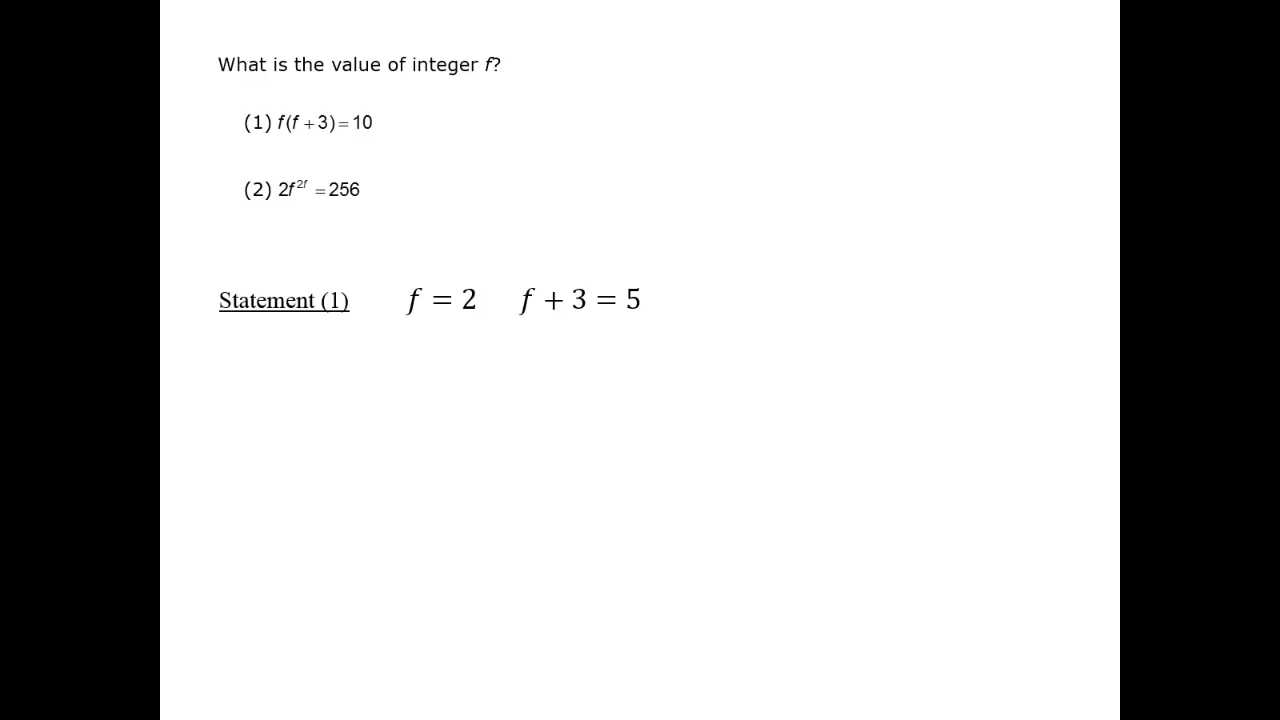 What is the value of integer f?
(1) f(f + 3) = 10
(2) 2f^{2f} = 256
Statement (1) f = 2 f + 3 = 5